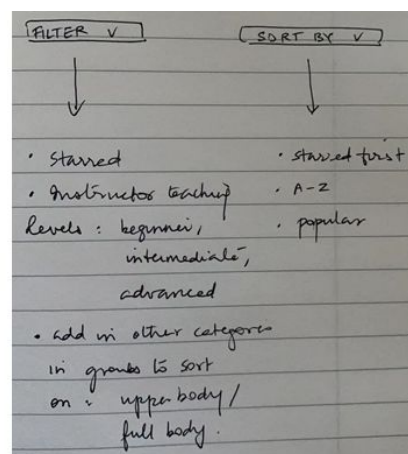 FILTER V
SORT BY V
• Starred
• Instructor teaching
levels : beginner,
intermediate,
advanced
• add in other categories
in groups to sort
on : upper body /
full body.
• starred first
• A-Z
• popular